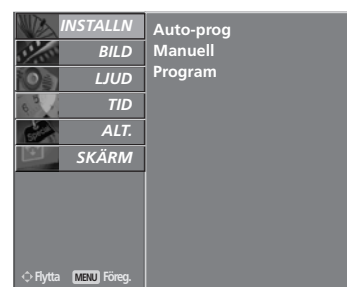 INSTALLN
BILD
LJUD
TID
ALT.
SKÄRM
Auto-prog
Manuell
Program
Flytta MENU Föreg.